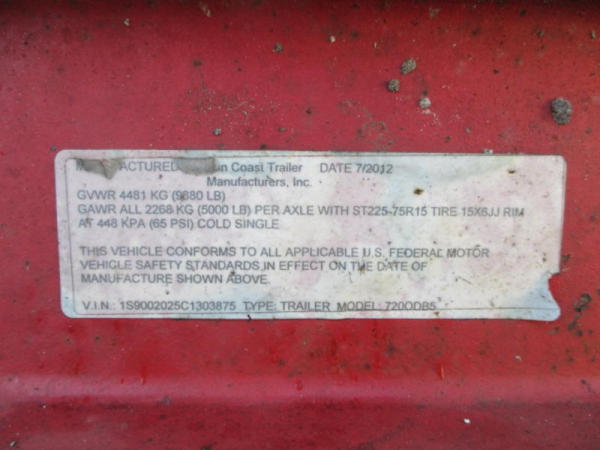 MANUFACTURED Coast Trailer DATE 7/2012
Manufacturers, Inc.
GVWR 4481 KG (9880 LB)
GAWR ALL 2268 KG (5000 LB) PER AXLE WITH ST225-75R15 TIRE 15X6JJ RIM
AT 448 KPA (65 PSI) COLD SINGLE
THIS VEHICLE CONFORMS TO ALL APPLICABLE U.S. FEDERAL MOTOR
VEHICLE SAFETY STANDARDS IN EFFECT ON THE DATE OF
MANUFACTURE SHOWN ABOVE.
V.I.N.: 1S9002025C1303875 TYPE: TRAILER MODEL: 720ODB5